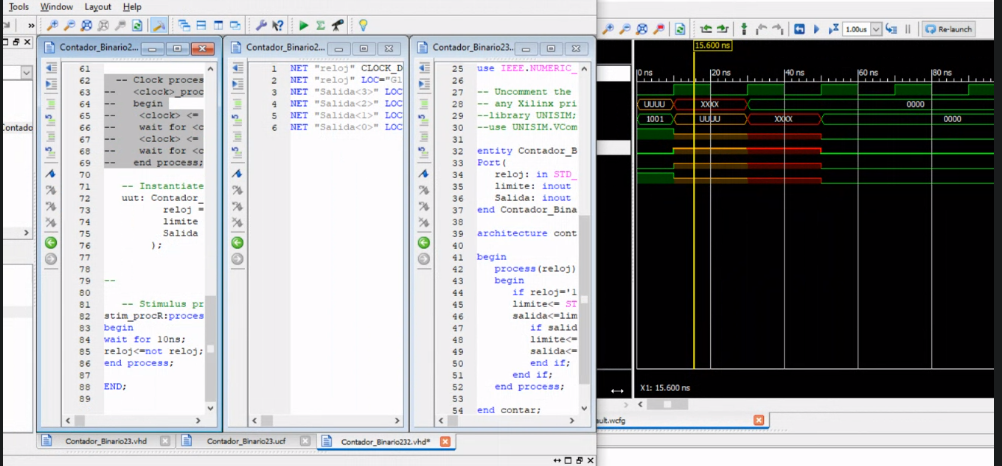 Tools Window Layout Help
»
1.00us
Re-launch
Contador_Binario23...
Contador_Binario2...
Contador_Binario23...
15.600 ns
0 ns 20 ns 40 ns 60 ns 80 ns
UUUU XXXX 0000
1001 UUUU XXXX 0000
Contado
61
62 -- Clock proces
63 -- <clock>_proc
64 -- begin
65 -- <clock> <=
66 -- wait for <c
67 -- <clock> <=
68 -- wait for <c
69 -- end process;
70
71 -- Instantiate
72 uut: Contador_
73 reloj =
74 limite
75 Salida
76 );
77
78
79 --
80
81 -- Stimulus pr
82 stim_procR:proces
83 begin
84 wait for 10ns;
85 reloj<=not reloj;
86 end process;
87
88 END;
89
1 NET "reloj" CLOCK_D
2 NET "reloj" LOC="G1
3 NET "Salida<3>" LOC
4 NET "Salida<2>" LOC
5 NET "Salida<1>" LOC
6 NET "Salida<0>" LOC
25 use IEEE.NUMERIC_
26
27 -- Uncomment the
28 -- any Xilinx pri
29 --library UNISIM;
30 --use UNISIM.VCom
31
32 entity Contador_B
33 Port(
34 reloj: in STD_
35 limite: inout
36 Salida: inout
37 end Contador_Bina
38
39 architecture cont
40
41 begin
42 process(reloj)
43 begin
44 if reloj='1
45 limite<= ST
46 salida<=lim
47 if salid
48 limite<=
49 salida<=
50 end if;
51 end if;
52 end process;
53
54 end contar;
X1: 15.600 ns
ault.wcfg
Contador_Binario23.vhd
Contador_Binario23.ucf
Contador_Binario232.vhd*